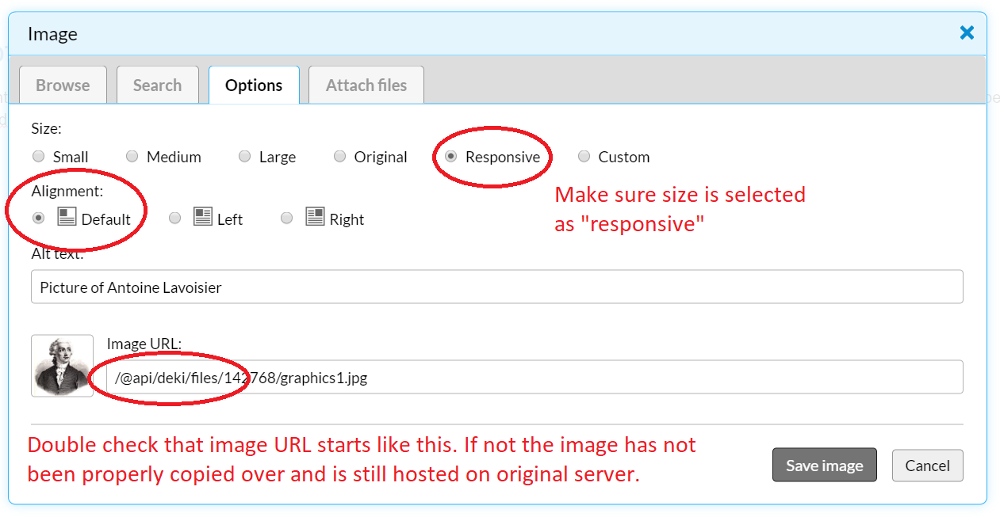 Image
Browse Search Options Attach files
Size:
Small Medium Large Original Responsive Custom
Alignment:
Default Left Right
Make sure size is selected
as "responsive"
Alt text:
Picture of Antoine Lavoisier
Image URL:
/@api/deki/files/142768/graphics1.jpg
Double check that image URL starts like this. If not the image has not
been properly copied over and is still hosted on original server.
Save image Cancel